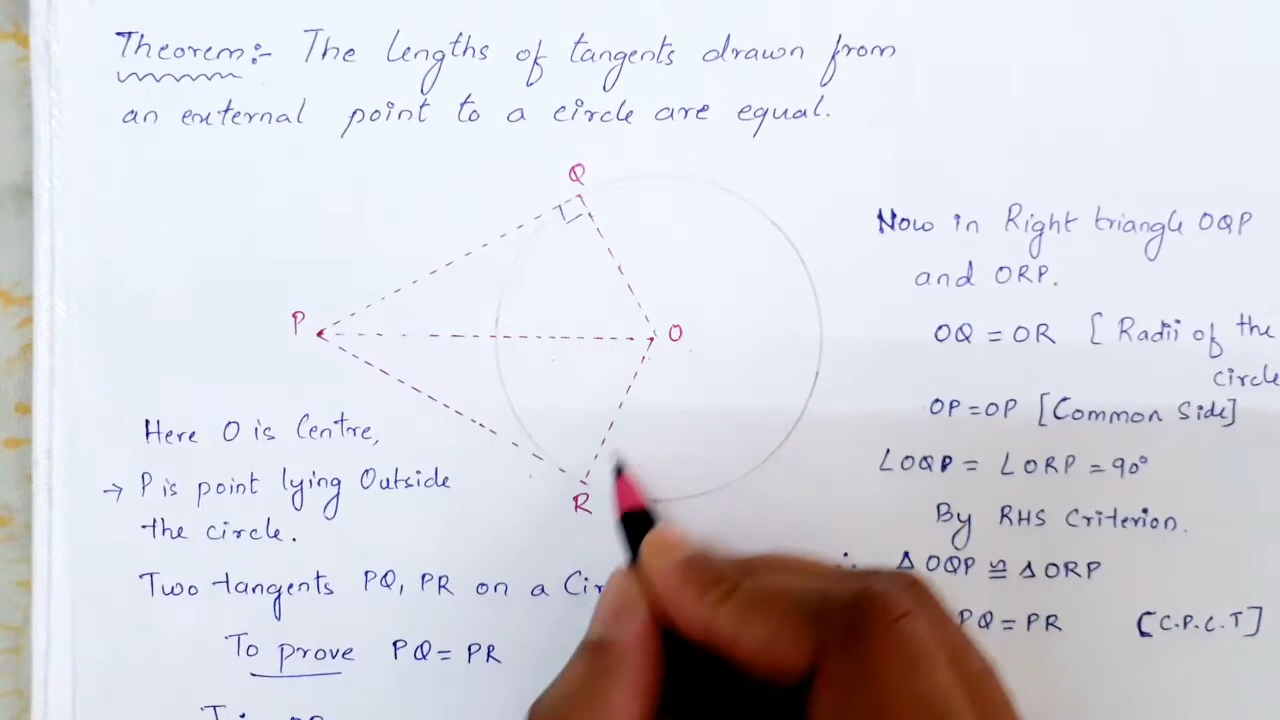 Theorem:- The lengths of tangents drawn from
an external point to a circle are equal.
Q
P
O
R
Here O is Centre,
→ P is point lying Outside
the circle.
Two tangents PQ, PR on a
To prove PQ = PR
Now in Right triangle OQP
and ORP.
OQ = OR [Radii of the
circle
OP = OP [Common Side]
∠OQP = ∠ORP = 90°
By RHS Criterion.
∴ ΔOQP ≅ ΔORP
PQ = PR [C.P.C.T]